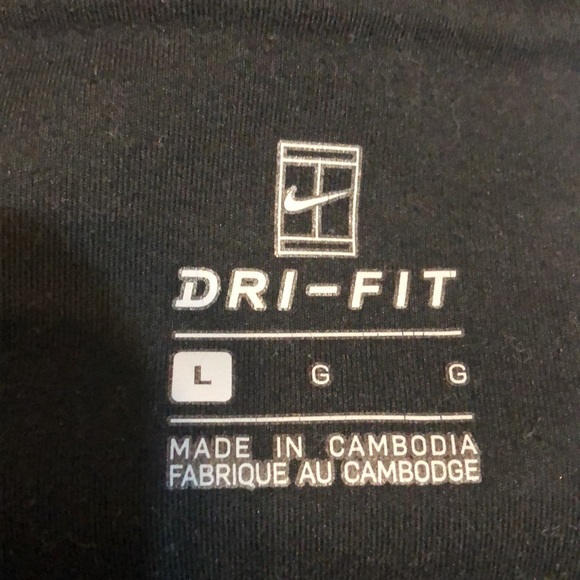 DRI-FIT
L G G
MADE IN CAMBODIA
FABRIQUE AU CAMBODGE